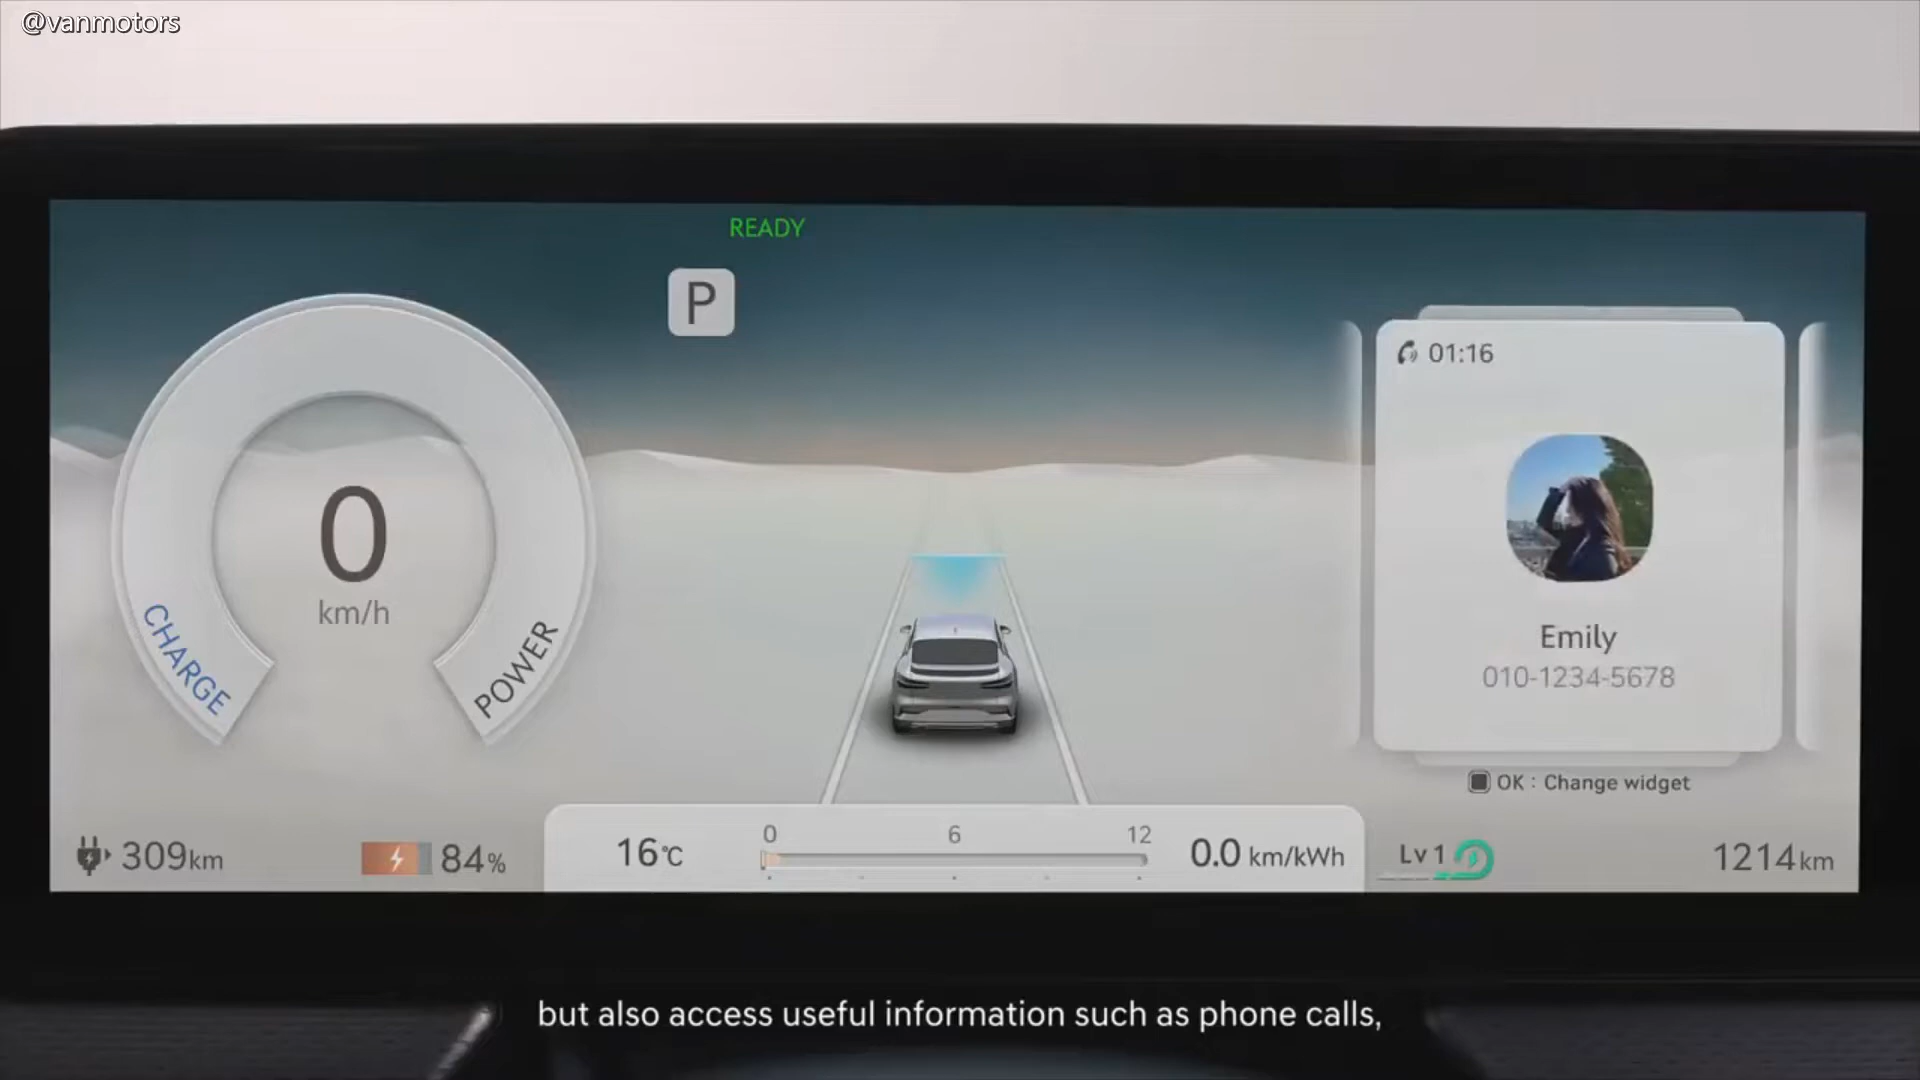 @vanmotors
READY
P
01:16
0
km/h
CHARGE
POWER
Emily
010-1234-5678
OK : Change widget
309km
84%
16°C
0 6 12
0.0 km/kWh
Lv 1
1214km
but also access useful information such as phone calls,